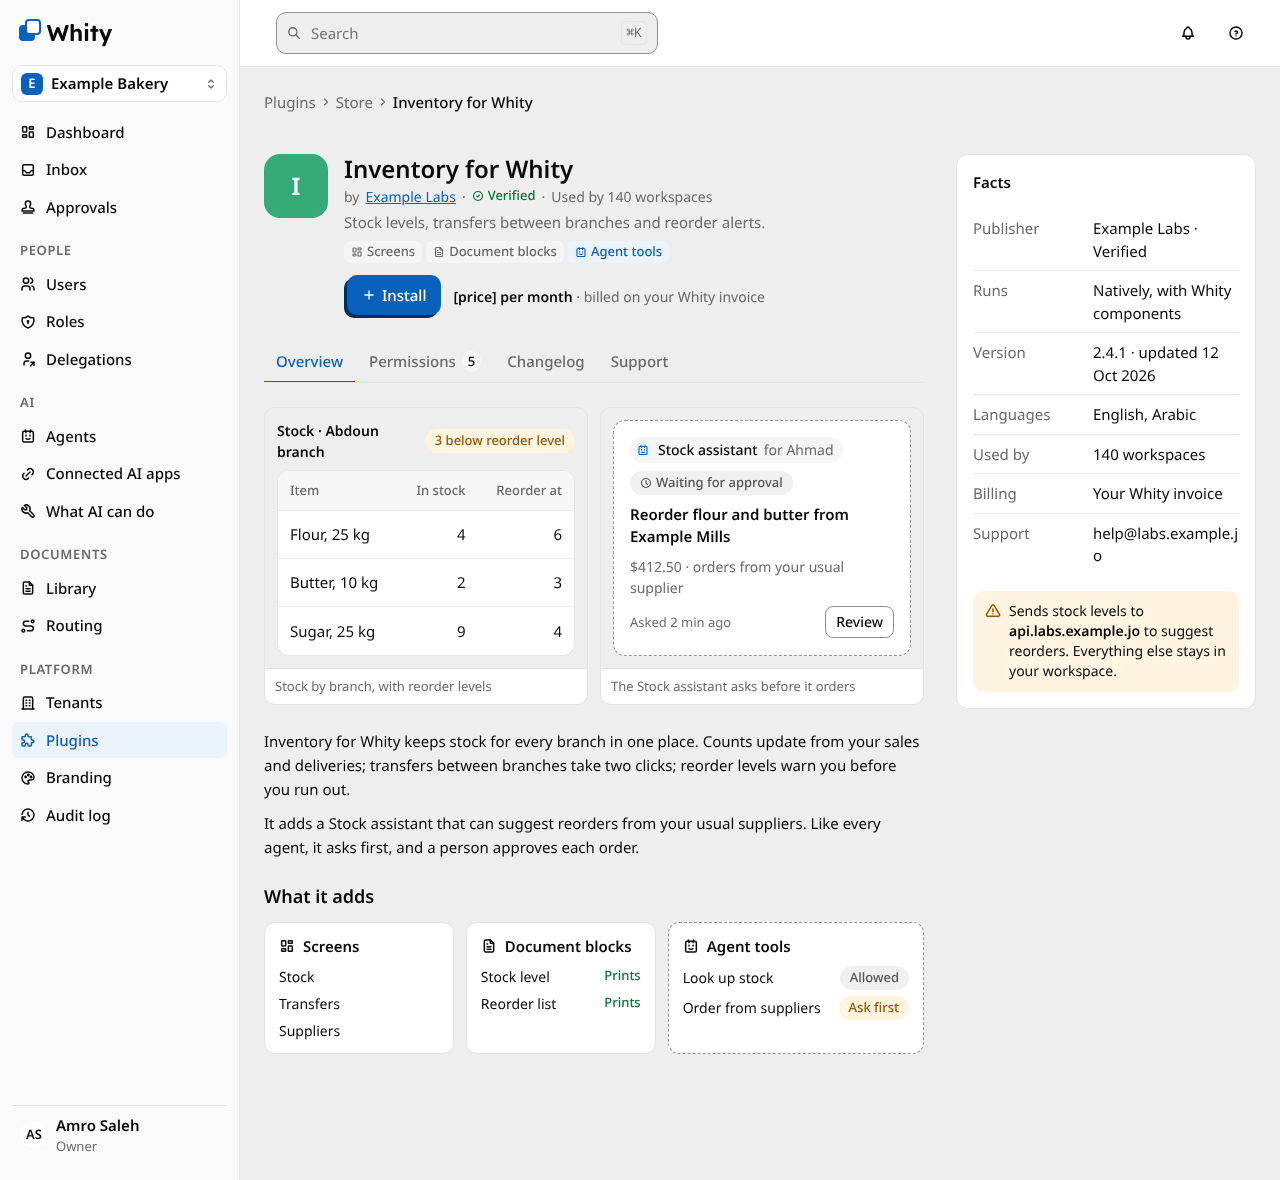 Whity
Search
⌘K
E
Example Bakery
Dashboard
Inbox
Approvals
PEOPLE
Users
Roles
Delegations
AI
Agents
Connected AI apps
What AI can do
DOCUMENTS
Library
Routing
PLATFORM
Tenants
Plugins
Branding
Audit log
AS
Amro Saleh
Owner
Plugins › Store › Inventory for Whity
I
Inventory for Whity
by Example Labs · Verified · Used by 140 workspaces
Stock levels, transfers between branches and reorder alerts.
Screens Document blocks Agent tools
+ Install [price] per month · billed on your Whity invoice
Overview Permissions 5 Changelog Support
Stock · Abdoun
branch
3 below reorder level
Item In stock Reorder at
Flour, 25 kg 4 6
Butter, 10 kg 2 3
Sugar, 25 kg 9 4
Stock by branch, with reorder levels
Stock assistant for Ahmad
Waiting for approval
Reorder flour and butter from
Example Mills
$412.50 · orders from your usual
supplier
Asked 2 min ago
Review
The Stock assistant asks before it orders
Inventory for Whity keeps stock for every branch in one place. Counts update from your sales
and deliveries; transfers between branches take two clicks; reorder levels warn you before
you run out.
It adds a Stock assistant that can suggest reorders from your usual suppliers. Like every
agent, it asks first, and a person approves each order.
What it adds
Screens
Stock
Transfers
Suppliers
Document blocks
Stock level Prints
Reorder list Prints
Agent tools
Look up stock Allowed
Order from suppliers Ask first
Facts
Publisher Example Labs ·
Verified
Runs Natively, with Whity
components
Version 2.4.1 · updated 12
Oct 2026
Languages English, Arabic
Used by 140 workspaces
Billing Your Whity invoice
Support help@labs.example.j
o
Sends stock levels to
api.labs.example.jo to suggest
reorders. Everything else stays in
your workspace.